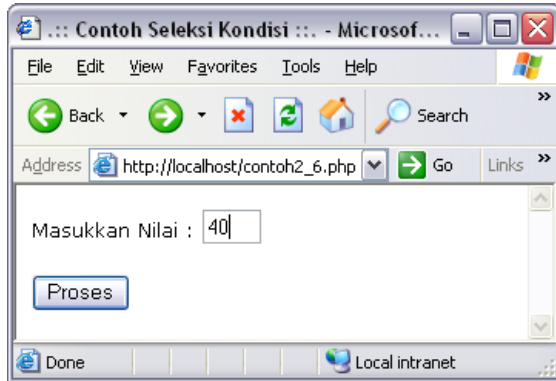 .:: Contoh Seleksi Kondisi ::. - Microsof...
File Edit View Favorites Tools Help
Back Search »
Address http://localhost/contoh2_6.php Go Links »
Masukkan Nilai : 40
Proses
Done Local intranet